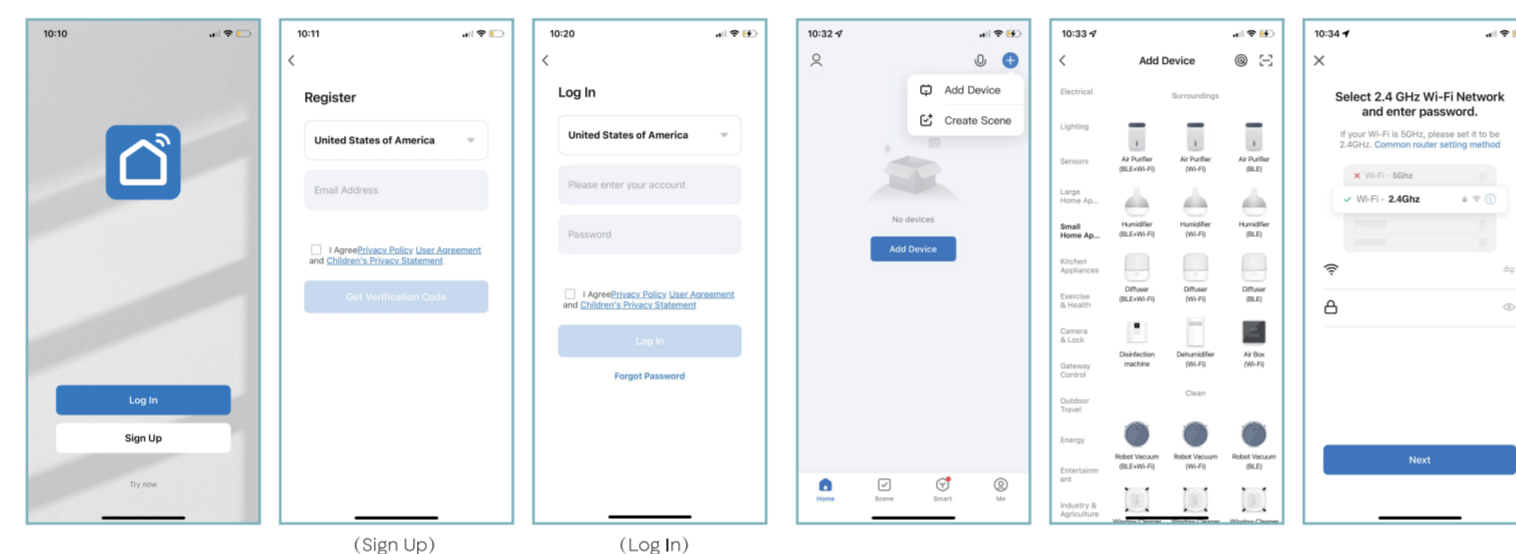 10:10
Log In
Sign Up
Try now
10:11
Register
United States of America
Email Address
I AgreePrivacy Policy User Agreement
and Children's Privacy Statement
Get Verification Code
(Sign Up)
10:20
Log In
United States of America
Please enter your account
Password
I AgreePrivacy Policy User Agreement
and Children's Privacy Statement
Log In
Forgot Password
(Log In)
10:32
Add Device
Create Scene
No devices
Add Device
Home Scene Smart Me
10:33
Add Device
Electrical
Lighting
Sensors
Large
Home Ap...
Small
Home Ap...
Kitchen
Appliances
Exercise
& Health
Camera
& Lock
Gateway
Control
Outdoor
Travel
Energy
Entertainm
ent
Industry &
Agriculture
Surroundings
Air Purifier Air Purifier Air Purifier
(BLE+Wi-Fi) (Wi-Fi) (BLE)
Humidifier Humidifier Humidifier
(BLE+Wi-Fi) (Wi-Fi) (BLE)
Diffuser Diffuser Diffuser
(BLE+Wi-Fi) (Wi-Fi) (BLE)
Disinfection Dehumidifier Air Box
machine (Wi-Fi) (Wi-Fi)
Clean
Robot Vacuum Robot Vacuum Robot Vacuum
(BLE+Wi-Fi) (Wi-Fi) (BLE)
Window Cleaner Window Cleaner Window Cleaner
10:34
Select 2.4 GHz Wi-Fi Network
and enter password.
If your Wi-Fi is 5GHz, please set it to be
2.4GHz. Common router setting method
Wi-Fi - 5Ghz
Wi-Fi - 2.4Ghz
Next